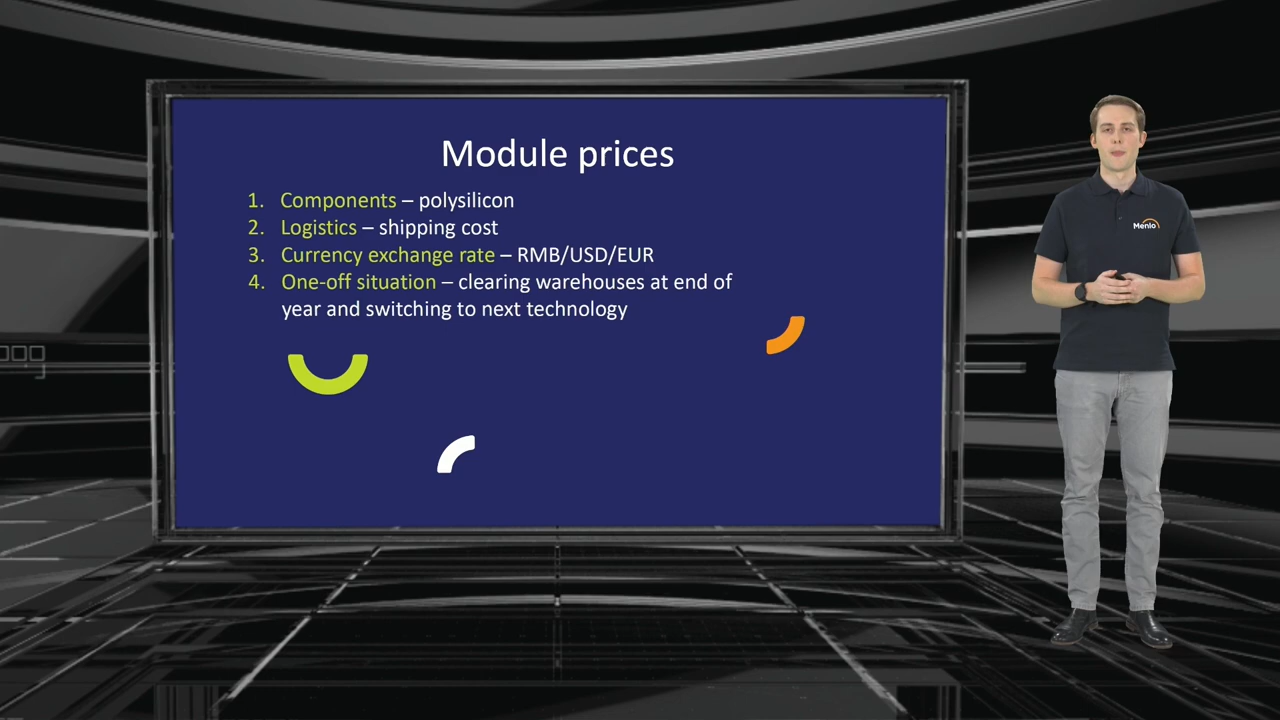 Module prices
1. Components – polysilicon
2. Logistics – shipping cost
3. Currency exchange rate – RMB/USD/EUR
4. One-off situation – clearing warehouses at end of
year and switching to next technology
Menlo